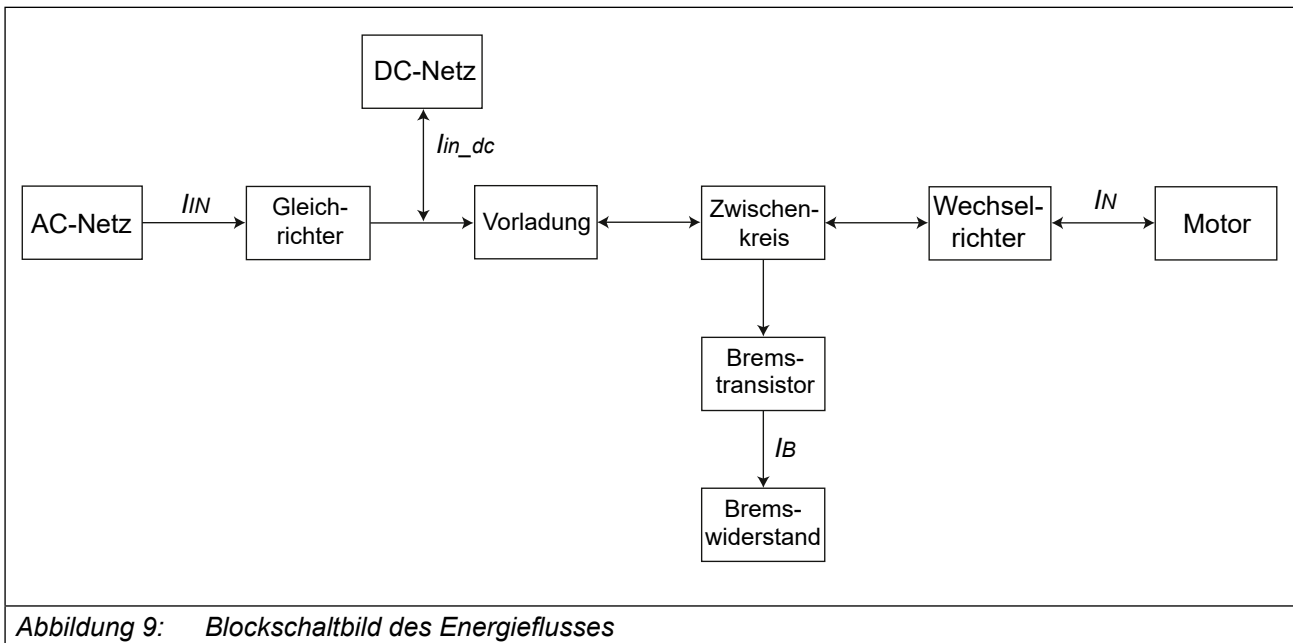 DC-Netz
Iin_dc
AC-Netz
IIN
Gleich-
richter
Vorladung
Zwischen-
kreis
Wechsel-
richter
IN
Motor
Brems-
transistor
IB
Brems-
widerstand
Abbildung 9: Blockschaltbild des Energieflusses